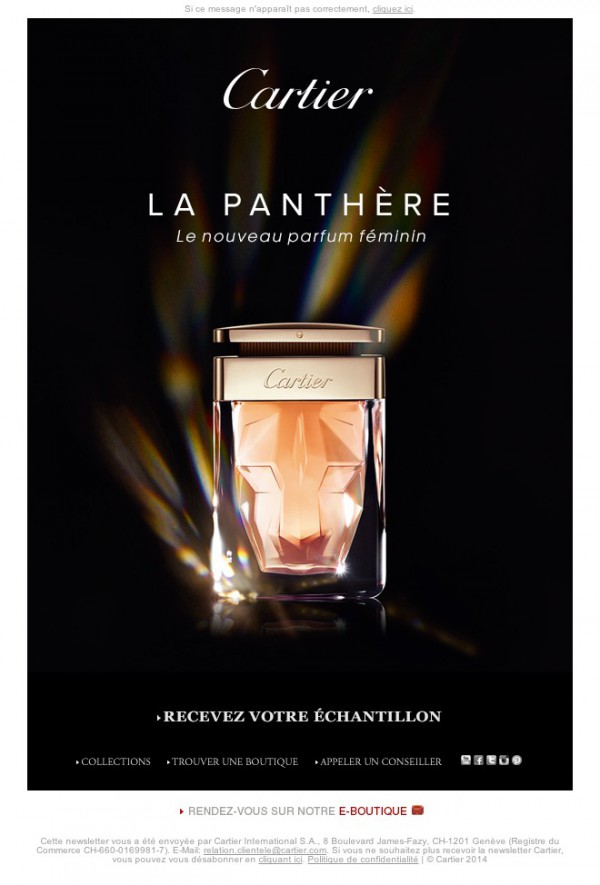 Si ce message n'apparaît pas correctement, cliquez ici.
Cartier
LA PANTHÈRE
Le nouveau parfum féminin
Cartier
RECEVEZ VOTRE ÉCHANTILLON
COLLECTIONS TROUVER UNE BOUTIQUE APPELER UN CONSEILLER
RENDEZ-VOUS SUR NOTRE E-BOUTIQUE
Cette newsletter vous a été envoyée par Cartier International S.A., 8 Boulevard James-Fazy, CH-1201 Genève (Registre du
Commerce CH-660-0169981-7). E-Mail: relation.clientele@cartier.com. Si vous ne souhaitez plus recevoir la newsletter Cartier,
vous pouvez vous désabonner en cliquant ici. Politique de confidentialité | © Cartier 2014